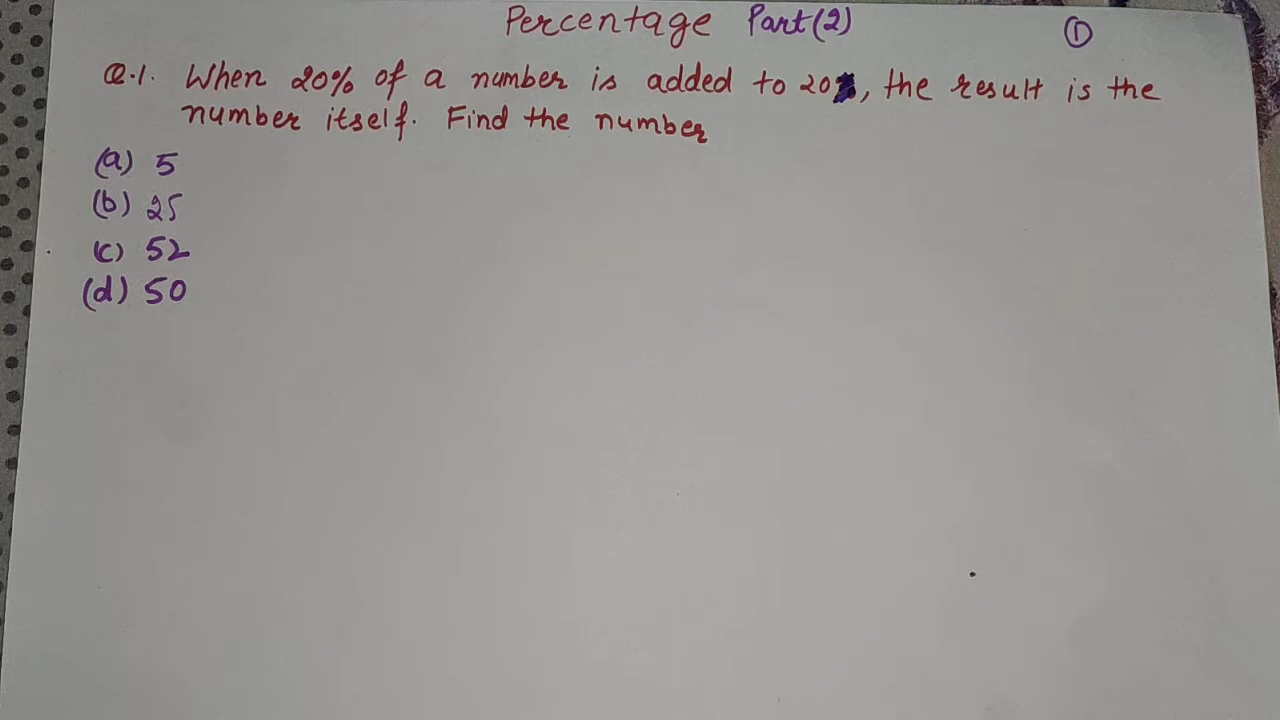 Percentage Part(2) ①
Q.1. When 20% of a number is added to 20, the result is the
number itself. Find the number
(a) 5
(b) 25
(c) 52
(d) 50